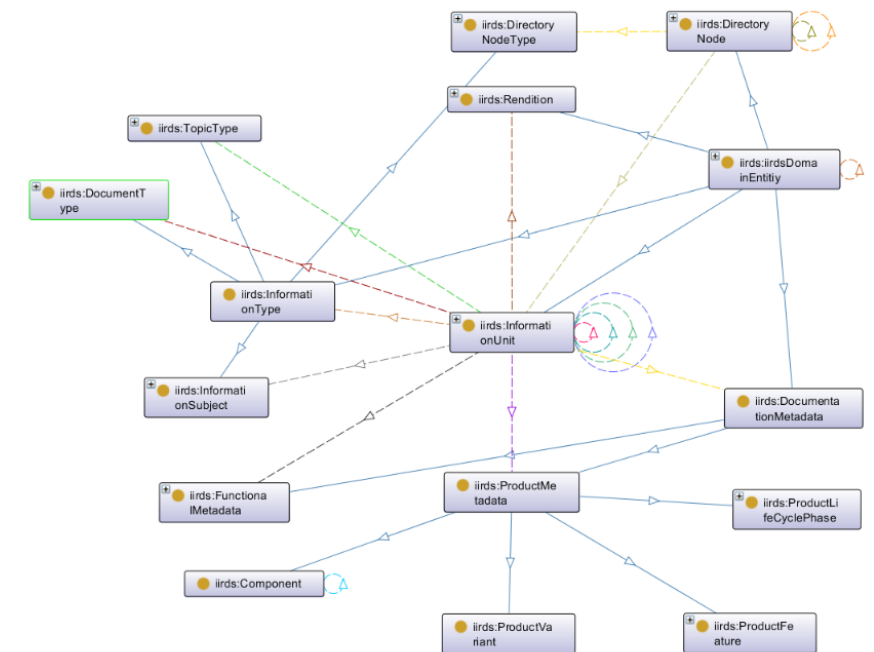 iirds:Directory
NodeType
iirds:Directory
Node
iirds:Rendition
iirds:TopicType
iirds:iirdsDomai
inEntitiy
iirds:DocumentT
ype
iirds:Informati
onType
iirds:Informati
onUnit
iirds:Informati
onSubject
iirds:Documenta
tionMetadata
iirds:Functiona
lMetadata
iirds:ProductMe
tadata
iirds:ProductLi
feCyclePhase
iirds:Component
iirds:ProductVa
riant
iirds:ProductFe
ature